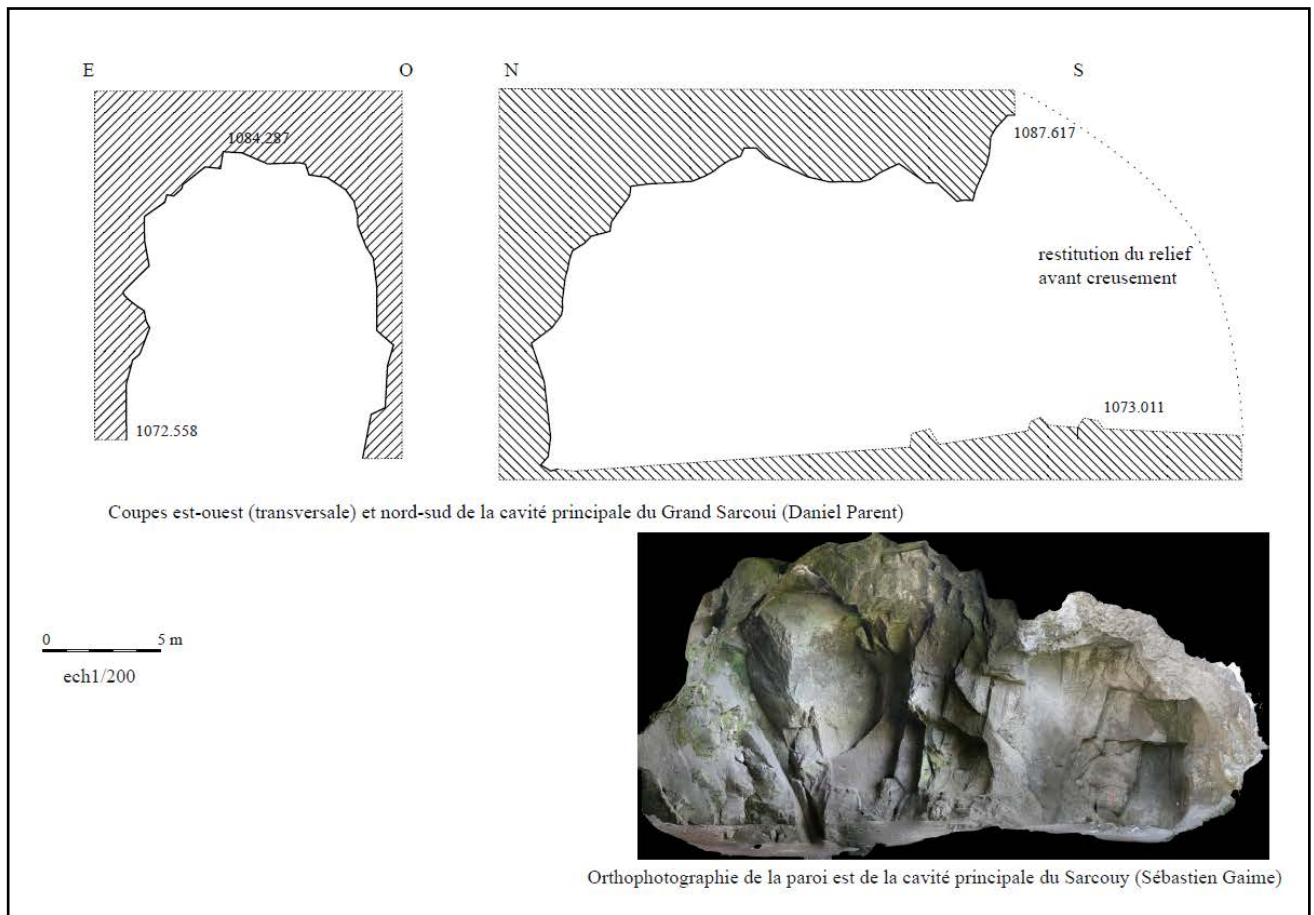 E
O
N
S
1084.287
1087.617
restitution du relief
avant creusement
1073.011
1072.558
Coupes est-ouest (transversale) et nord-sud de la cavité principale du Grand Sarcoui (Daniel Parent)
0
5 m
ech1/200
Orthophotographie de la paroi est de la cavité principale du Sarcouy (Sébastien Gaime)